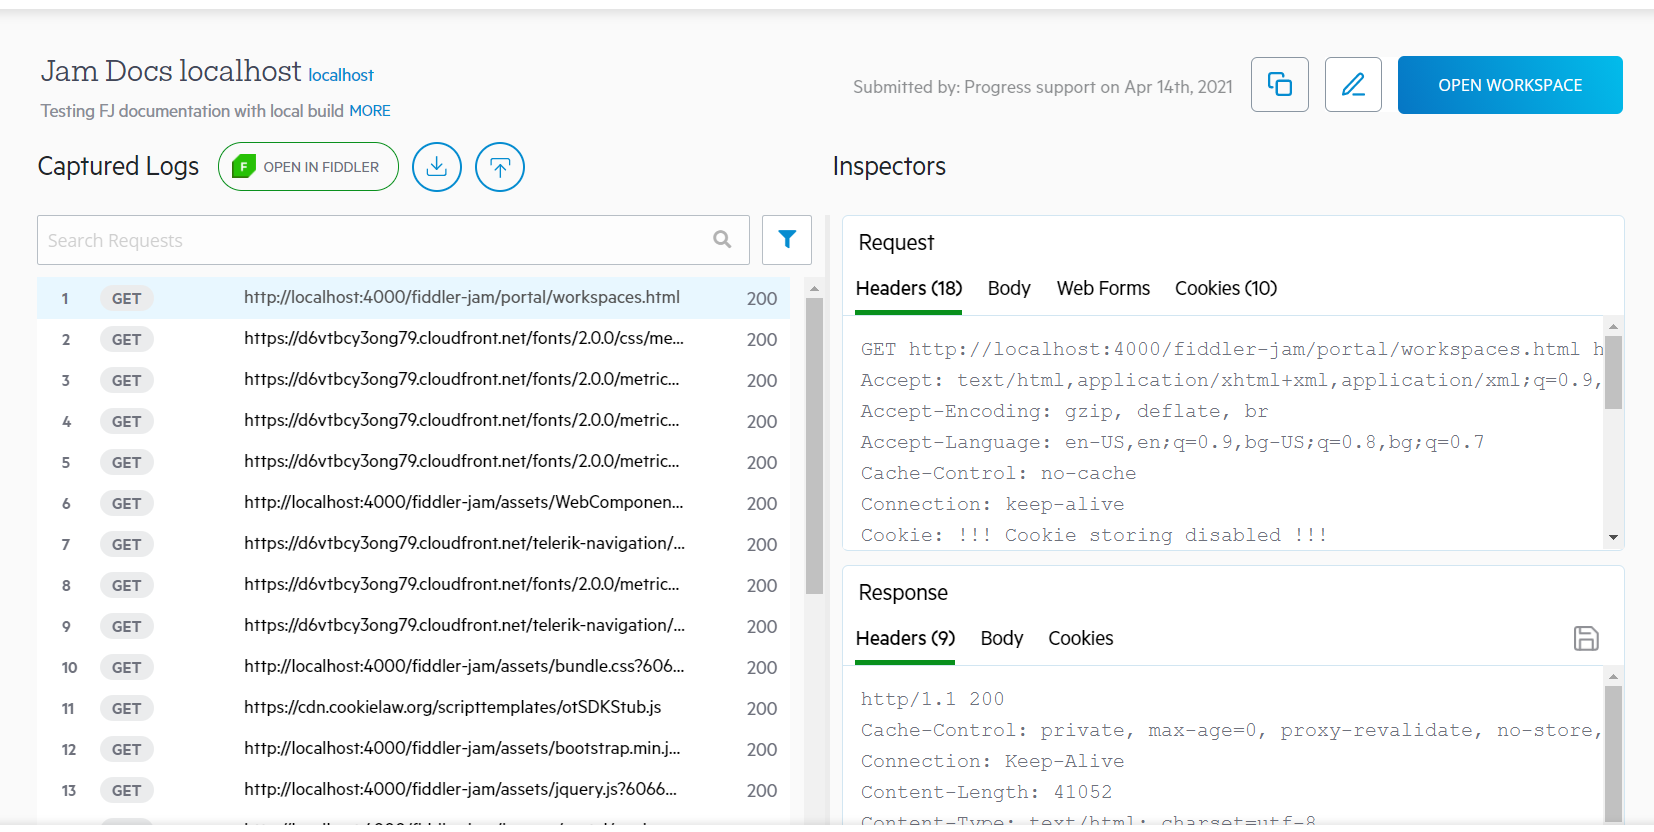 Jam Docs localhost localhost
Testing FJ documentation with local build MORE
Submitted by: Progress support on Apr 14th, 2021
OPEN WORKSPACE
Captured Logs
F OPEN IN FIDDLER
Search Requests
1 GET http://localhost:4000/fiddler-jam/portal/workspaces.html 200
2 GET https://d6vtbcy3ong79.cloudfront.net/fonts/2.0.0/css/me... 200
3 GET https://d6vtbcy3ong79.cloudfront.net/fonts/2.0.0/metric... 200
4 GET https://d6vtbcy3ong79.cloudfront.net/fonts/2.0.0/metric... 200
5 GET https://d6vtbcy3ong79.cloudfront.net/fonts/2.0.0/metric... 200
6 GET http://localhost:4000/fiddler-jam/assets/WebComponen... 200
7 GET https://d6vtbcy3ong79.cloudfront.net/telerik-navigation/... 200
8 GET https://d6vtbcy3ong79.cloudfront.net/fonts/2.0.0/metric... 200
9 GET https://d6vtbcy3ong79.cloudfront.net/telerik-navigation/... 200
10 GET http://localhost:4000/fiddler-jam/assets/bundle.css?606... 200
11 GET https://cdn.cookielaw.org/scripttemplates/otSDKStub.js 200
12 GET http://localhost:4000/fiddler-jam/assets/bootstrap.min.j... 200
13 GET http://localhost:4000/fiddler-jam/assets/jquery.js?6066... 200
Inspectors
Request
Headers (18) Body Web Forms Cookies (10)
GET http://localhost:4000/fiddler-jam/portal/workspaces.html h
Accept: text/html,application/xhtml+xml,application/xml;q=0.9,
Accept-Encoding: gzip, deflate, br
Accept-Language: en-US,en;q=0.9,bg-US;q=0.8,bg;q=0.7
Cache-Control: no-cache
Connection: keep-alive
Cookie: !!! Cookie storing disabled !!!
Response
Headers (9) Body Cookies
http/1.1 200
Cache-Control: private, max-age=0, proxy-revalidate, no-store,
Connection: Keep-Alive
Content-Length: 41052
Content-Type: text/html; charset=utf-8